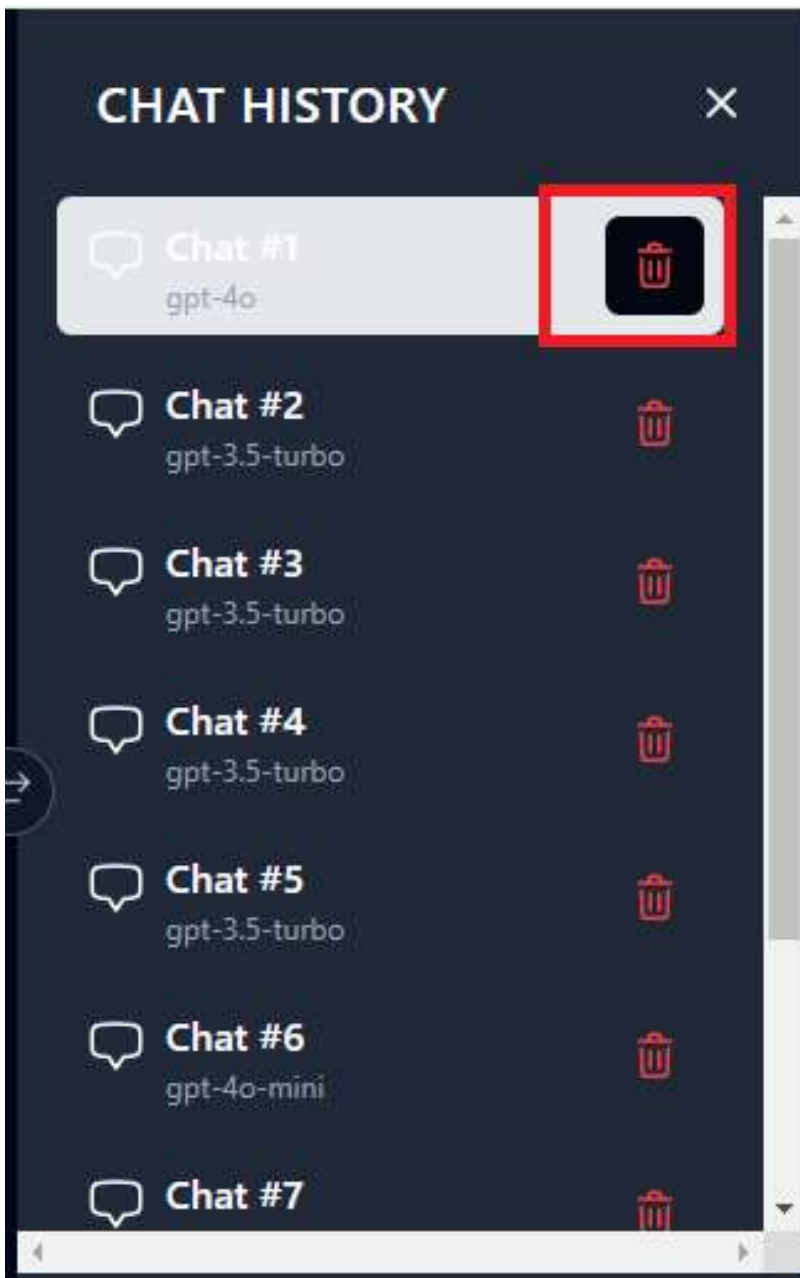 CHAT HISTORY
Chat #1
gpt-4o
Chat #2
gpt-3.5-turbo
Chat #3
gpt-3.5-turbo
Chat #4
gpt-3.5-turbo
Chat #5
gpt-3.5-turbo
Chat #6
gpt-4o-mini
Chat #7